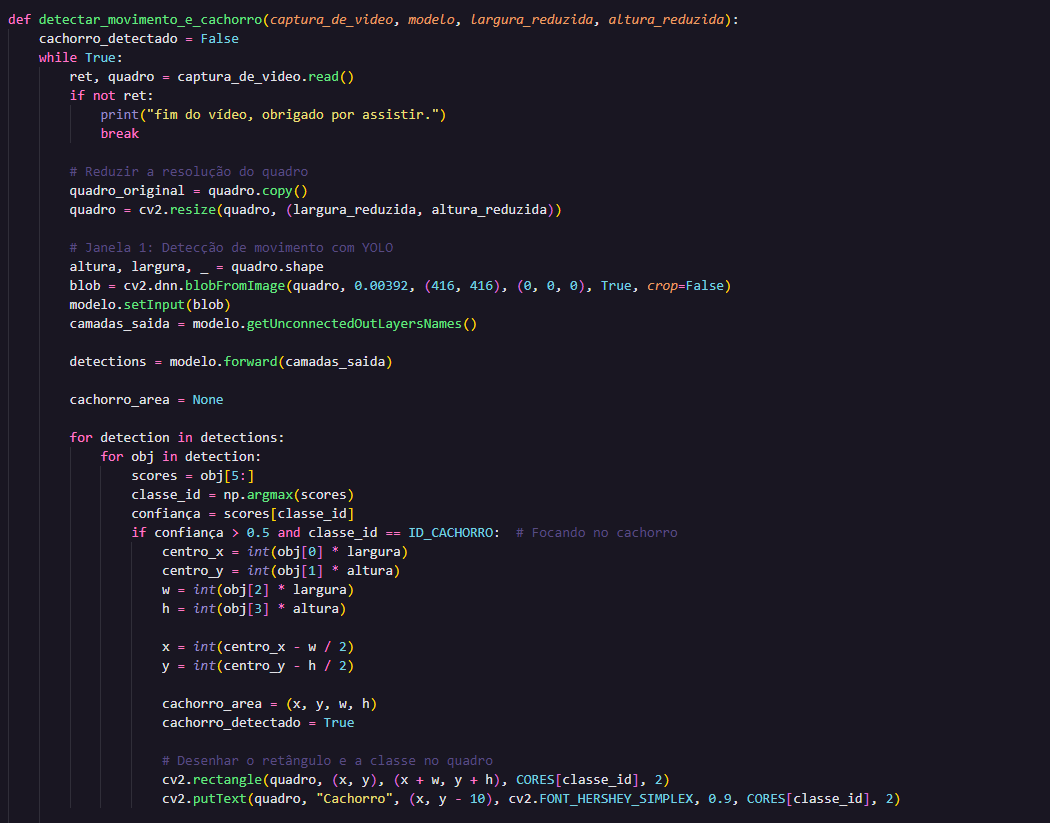 def detectar_movimento_e_cachorro(captura_de_video, modelo, largura_reduzida, altura_reduzida):
    cachorro_detectado = False
    while True:
        ret, quadro = captura_de_video.read()
        if not ret:
            print("fim do vídeo, obrigado por assistir.")
            break

        # Reduzir a resolução do quadro
        quadro_original = quadro.copy()
        quadro = cv2.resize(quadro, (largura_reduzida, altura_reduzida))

        # Janela 1: Detecção de movimento com YOLO
        altura, largura, _ = quadro.shape
        blob = cv2.dnn.blobFromImage(quadro, 0.00392, (416, 416), (0, 0, 0), True, crop=False)
        modelo.setInput(blob)
        camadas_saida = modelo.getUnconnectedOutLayersNames()

        detections = modelo.forward(camadas_saida)

        cachorro_area = None

        for detection in detections:
            for obj in detection:
                scores = obj[5:]
                classe_id = np.argmax(scores)
                confiança = scores[classe_id]
                if confiança > 0.5 and classe_id == ID_CACHORRO:  # Focando no cachorro
                    centro_x = int(obj[0] * largura)
                    centro_y = int(obj[1] * altura)
                    w = int(obj[2] * largura)
                    h = int(obj[3] * altura)

                    x = int(centro_x - w / 2)
                    y = int(centro_y - h / 2)

                    cachorro_area = (x, y, w, h)
                    cachorro_detectado = True

                    # Desenhar o retângulo e a classe no quadro
                    cv2.rectangle(quadro, (x, y), (x + w, y + h), CORES[classe_id], 2)
                    cv2.putText(quadro, "Cachorro", (x, y - 10), cv2.FONT_HERSHEY_SIMPLEX, 0.9, CORES[classe_id], 2)